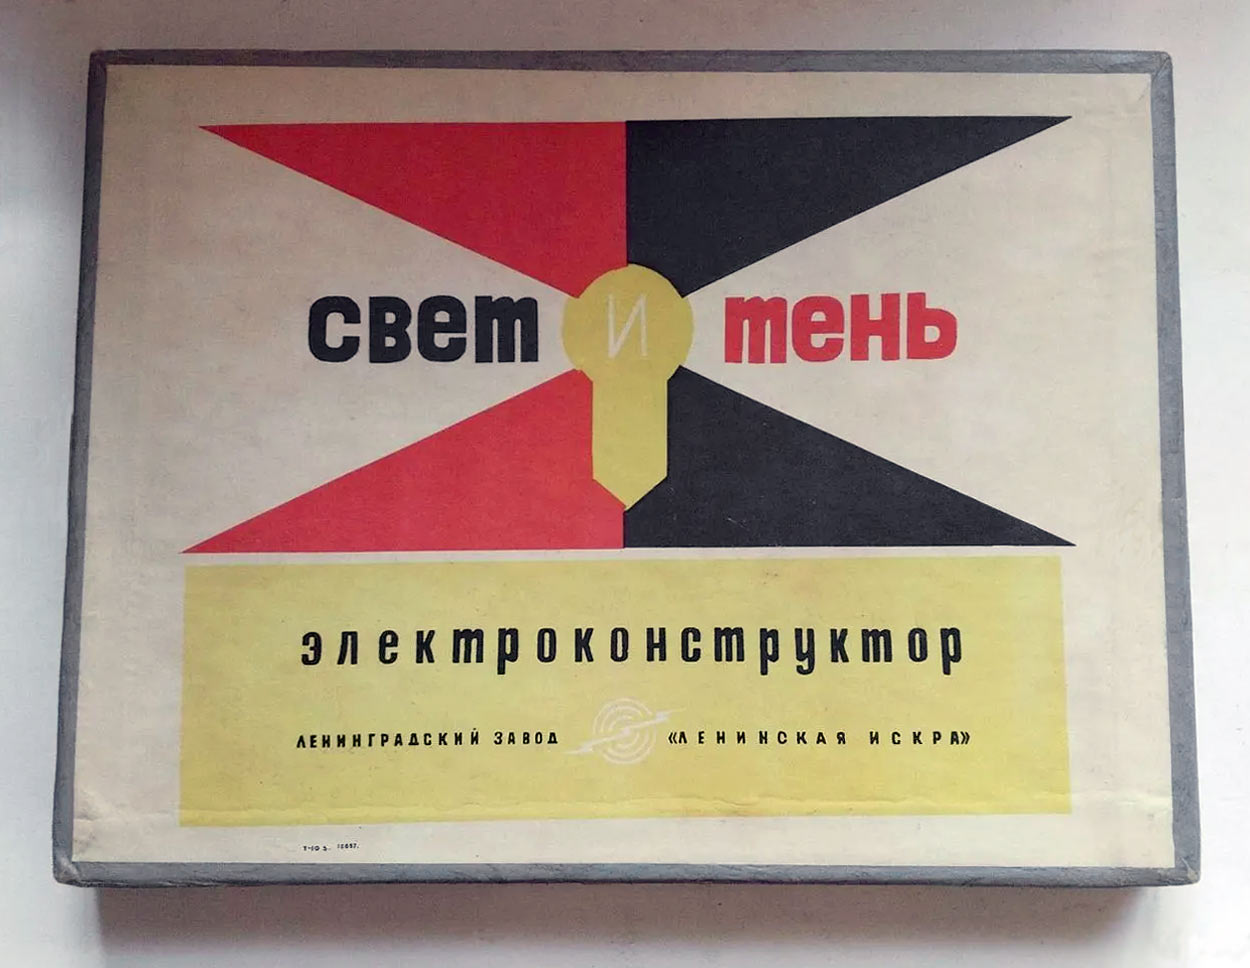 свет И тень
электроконструктор
ЛЕНИНГРАДСКИЙ ЗАВОД «ЛЕНИНСКАЯ ИСКРА»